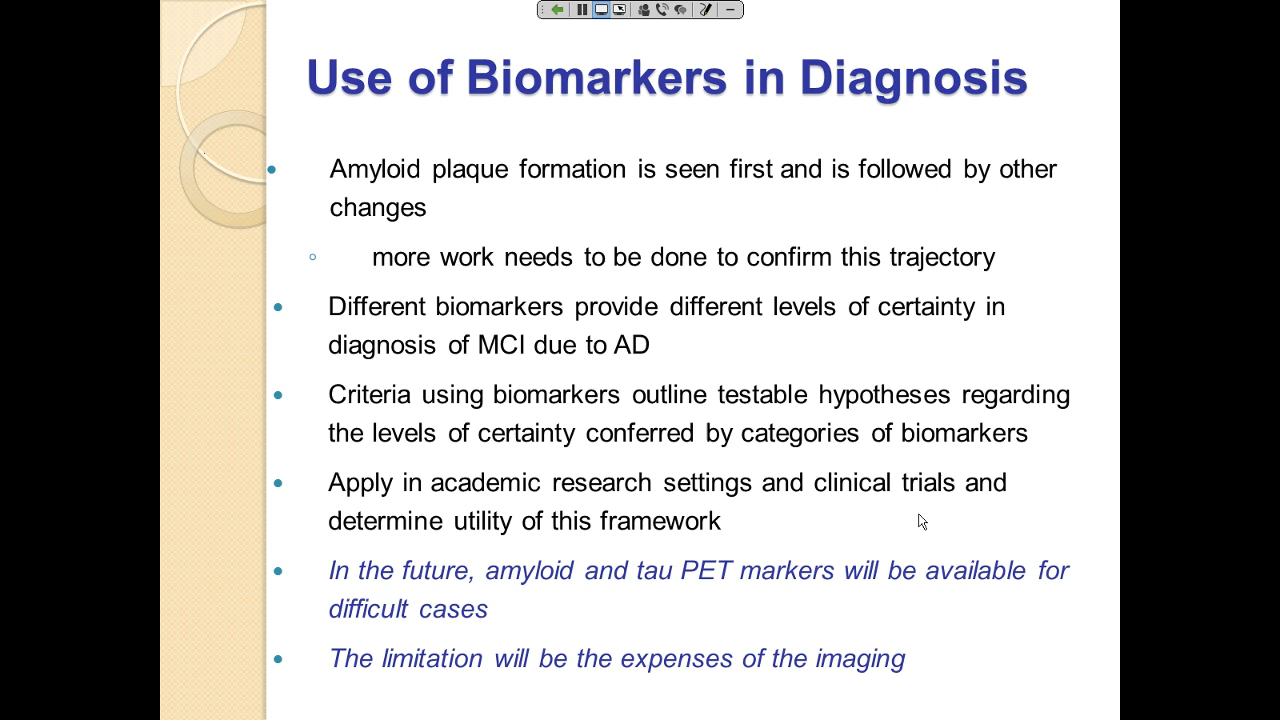 Use of Biomarkers in Diagnosis
Amyloid plaque formation is seen first and is followed by other
changes
more work needs to be done to confirm this trajectory
Different biomarkers provide different levels of certainty in
diagnosis of MCI due to AD
Criteria using biomarkers outline testable hypotheses regarding
the levels of certainty conferred by categories of biomarkers
Apply in academic research settings and clinical trials and
determine utility of this framework
In the future, amyloid and tau PET markers will be available for
difficult cases
The limitation will be the expenses of the imaging